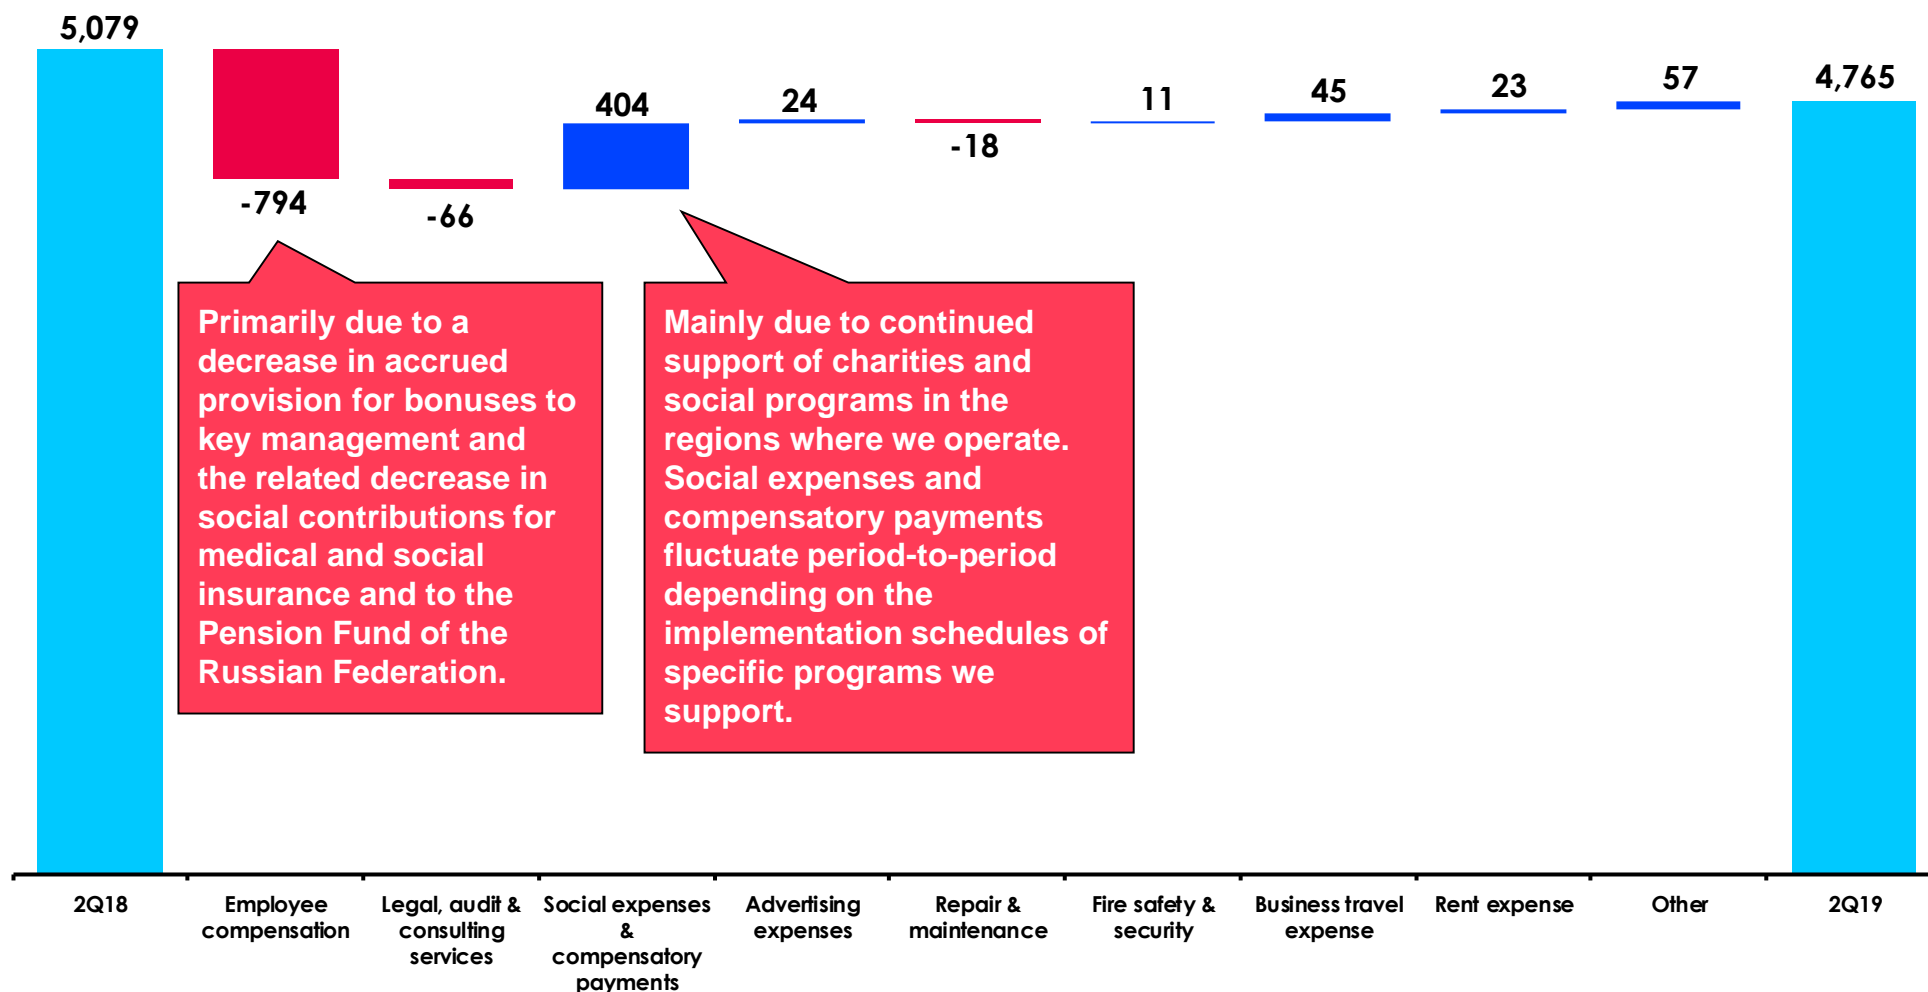 5,079
-794
-66
404
24
-18
11
45
23
57
4,765
Primarily due to a
decrease in accrued
provision for bonuses to
key management and
the related decrease in
social contributions for
medical and social
insurance and to the
Pension Fund of the
Russian Federation.
Mainly due to continued
support of charities and
social programs in the
regions where we operate.
Social expenses and
compensatory payments
fluctuate period-to-period
depending on the
implementation schedules of
specific programs we
support.
2Q18
Employee
compensation
Legal, audit &
consulting
services
Social expenses
&
compensatory
payments
Advertising
expenses
Repair &
maintenance
Fire safety &
security
Business travel
expense
Rent expense
Other
2Q19